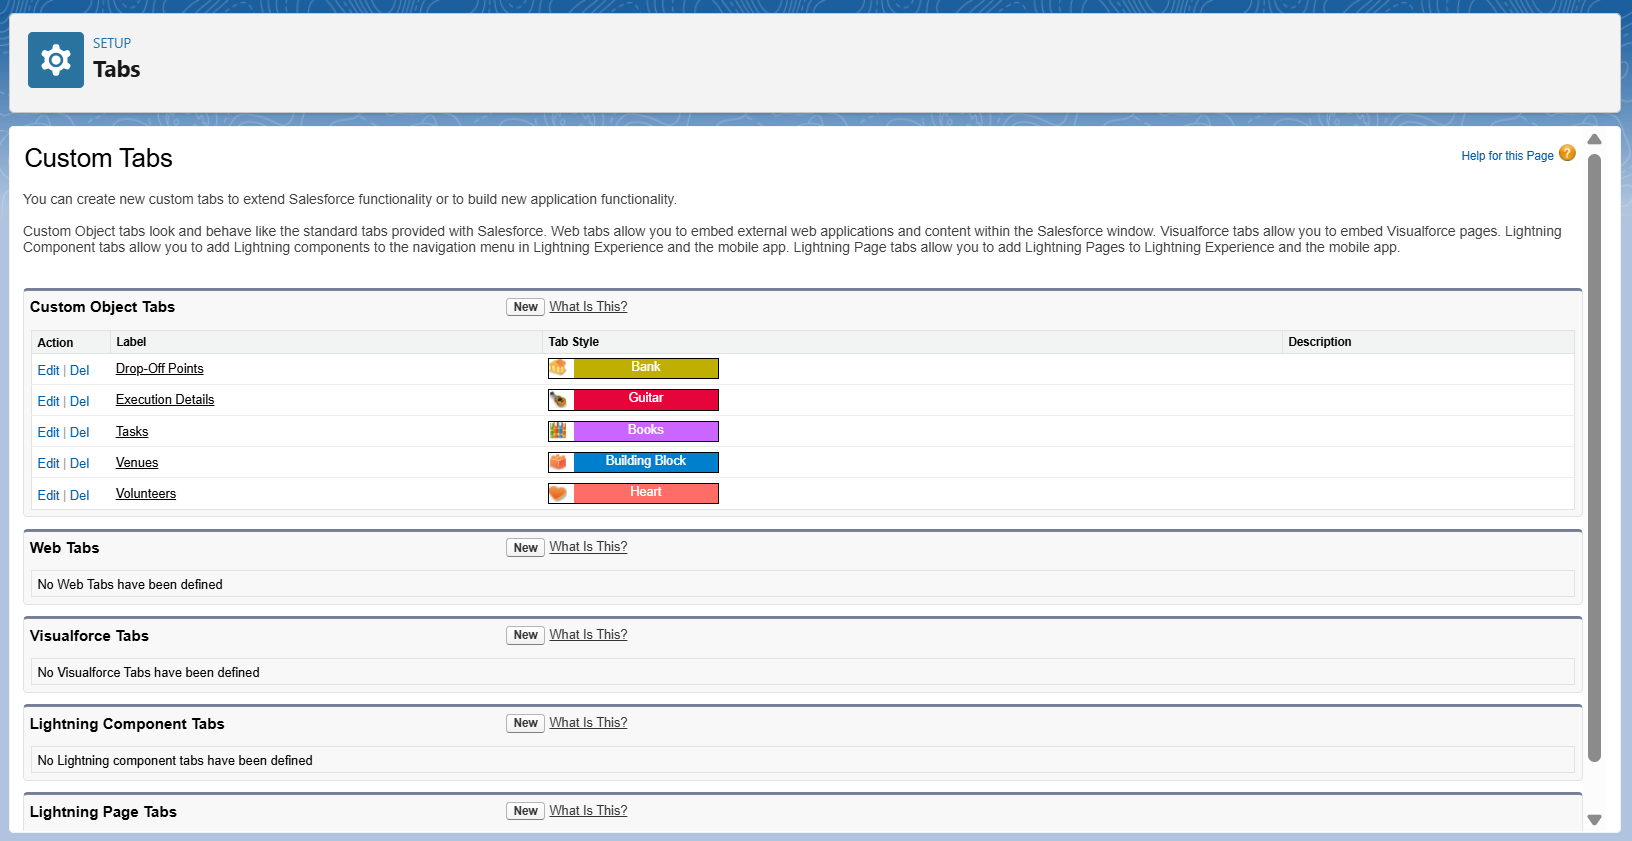 SETUP
Tabs
Custom Tabs
Help for this Page ?
You can create new custom tabs to extend Salesforce functionality or to build new application functionality.
Custom Object tabs look and behave like the standard tabs provided with Salesforce. Web tabs allow you to embed external web applications and content within the Salesforce window. Visualforce tabs allow you to embed Visualforce pages. Lightning
Component tabs allow you to add Lightning components to the navigation menu in Lightning Experience and the mobile app. Lightning Page tabs allow you to add Lightning Pages to Lightning Experience and the mobile app.
Custom Object Tabs New What Is This?
Action Label Tab Style Description
Edit | Del Drop-Off Points Bank
Edit | Del Execution Details Guitar
Edit | Del Tasks Books
Edit | Del Venues Building Block
Edit | Del Volunteers Heart
Web Tabs New What Is This?
No Web Tabs have been defined
Visualforce Tabs New What Is This?
No Visualforce Tabs have been defined
Lightning Component Tabs New What Is This?
No Lightning component tabs have been defined
Lightning Page Tabs New What Is This?